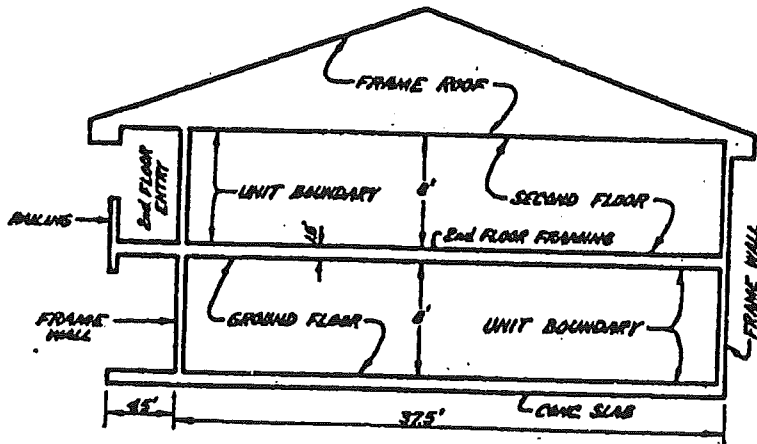 FRAME ROOF
2nd FLOOR
ENTRY
UNIT BOUNDARY
8'
SECOND FLOOR
RAILING
2nd FLOOR FRAMING
FRAME
WALL
GROUND FLOOR
8'
UNIT BOUNDARY
FRAME WALL
4.5'
37.5'
CONC SLAB